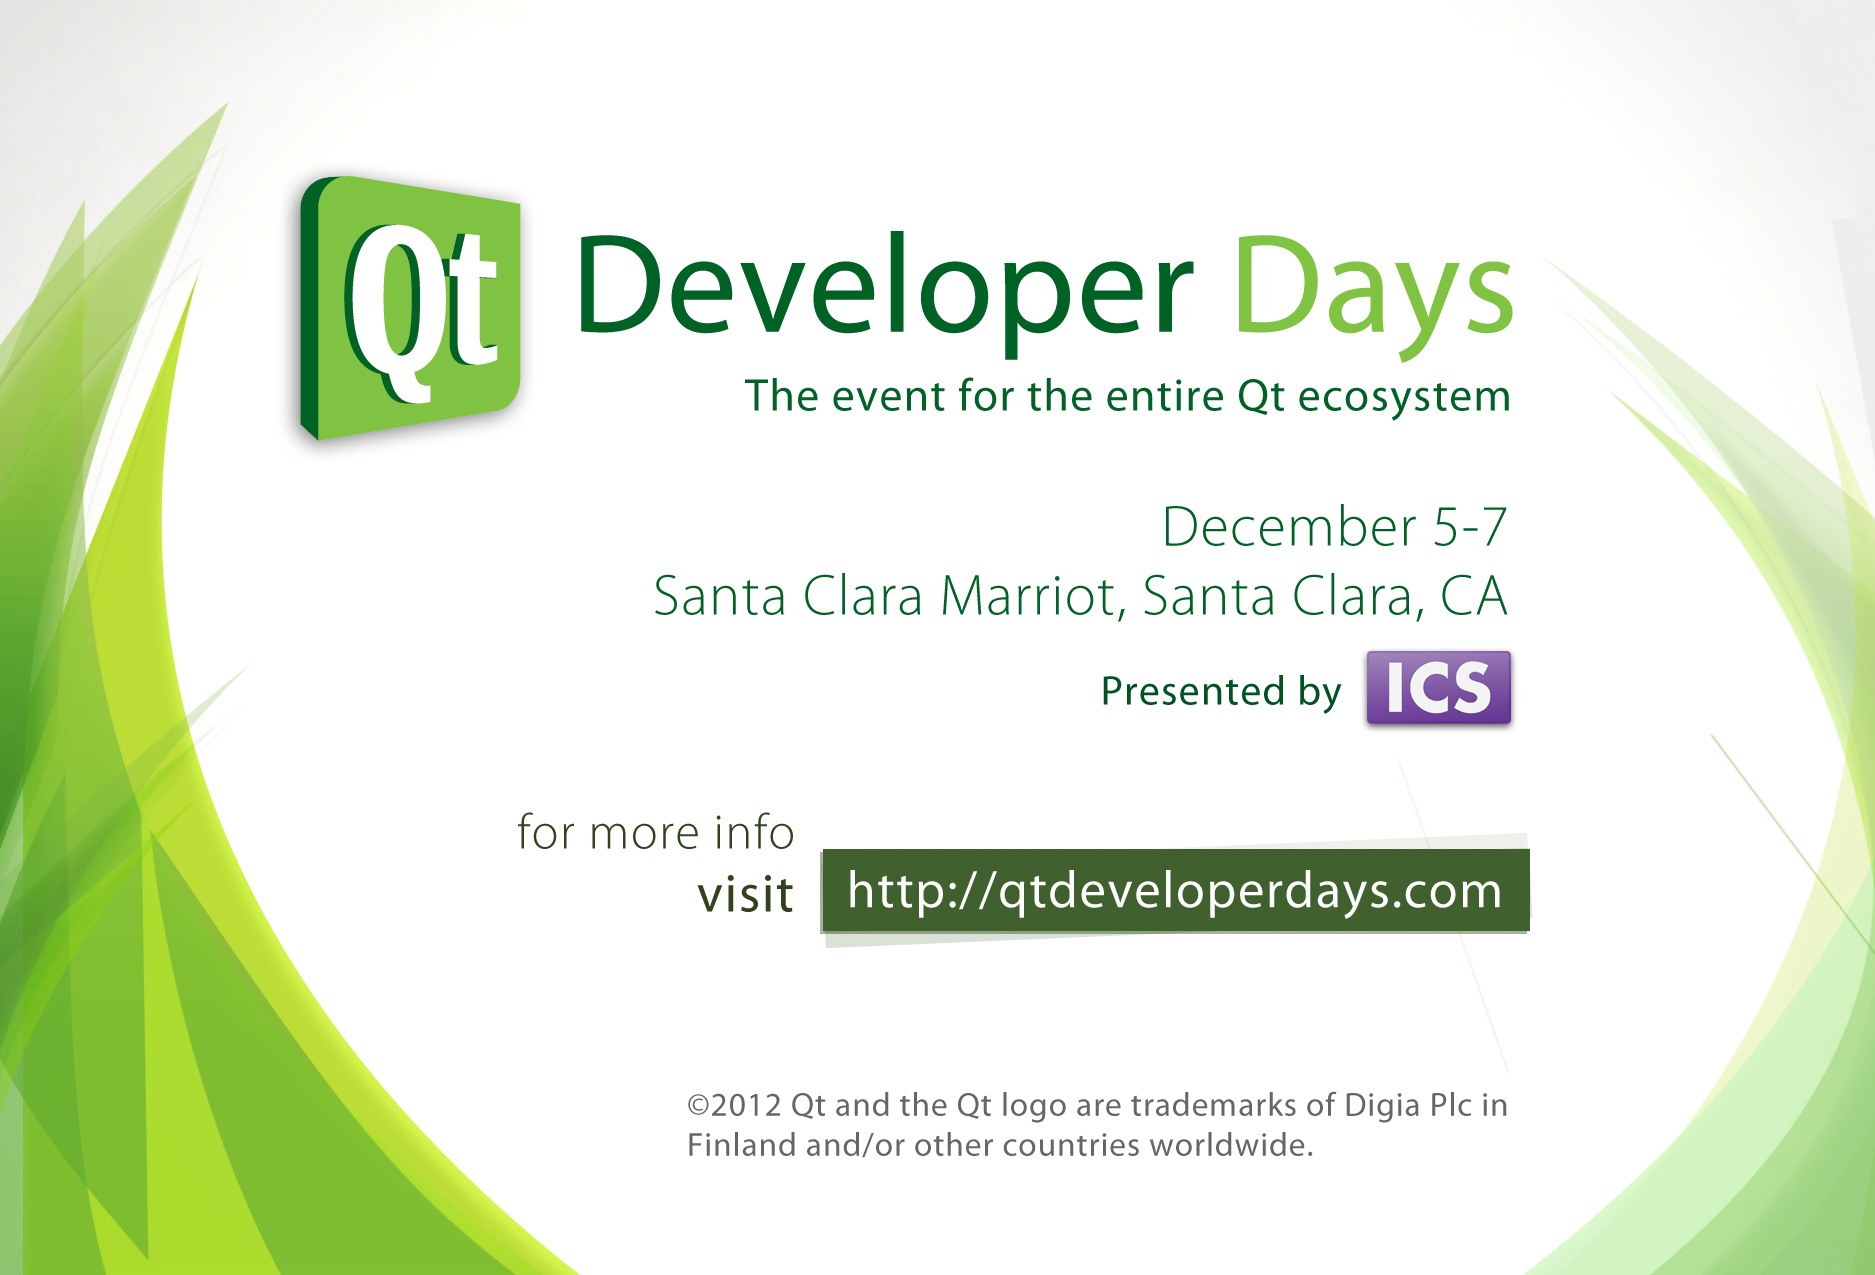 Qt Developer Days
The event for the entire Qt ecosystem
December 5-7
Santa Clara Marriot, Santa Clara, CA
Presented by ICS
for more info
visit http://qtdeveloperdays.com
©2012 Qt and the Qt logo are trademarks of Digia Plc in
Finland and/or other countries worldwide.